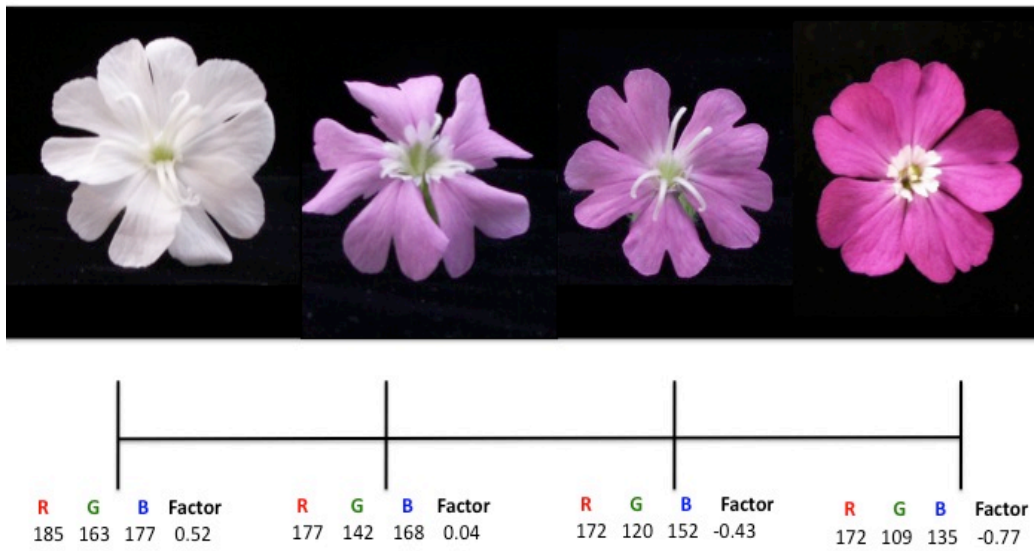 R G B Factor
185 163 177 0.52
R G B Factor
177 142 168 0.04
R G B Factor
172 120 152 -0.43
R G B Factor
172 109 135 -0.77